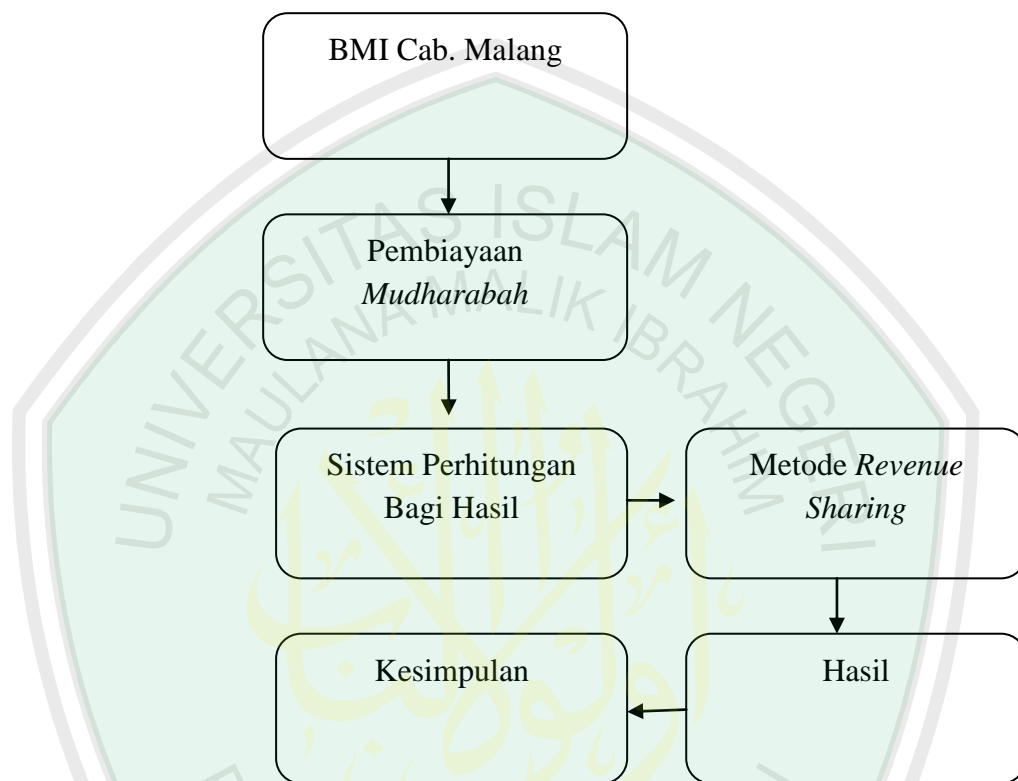 BMI Cab. Malang
Pembiayaan
Mudharabah
Sistem Perhitungan
Bagi Hasil
Metode Revenue
Sharing
Hasil
Kesimpulan
UNIVERSITAS ISLAM NEGERI
MAULANA MALIK IBRAHIM